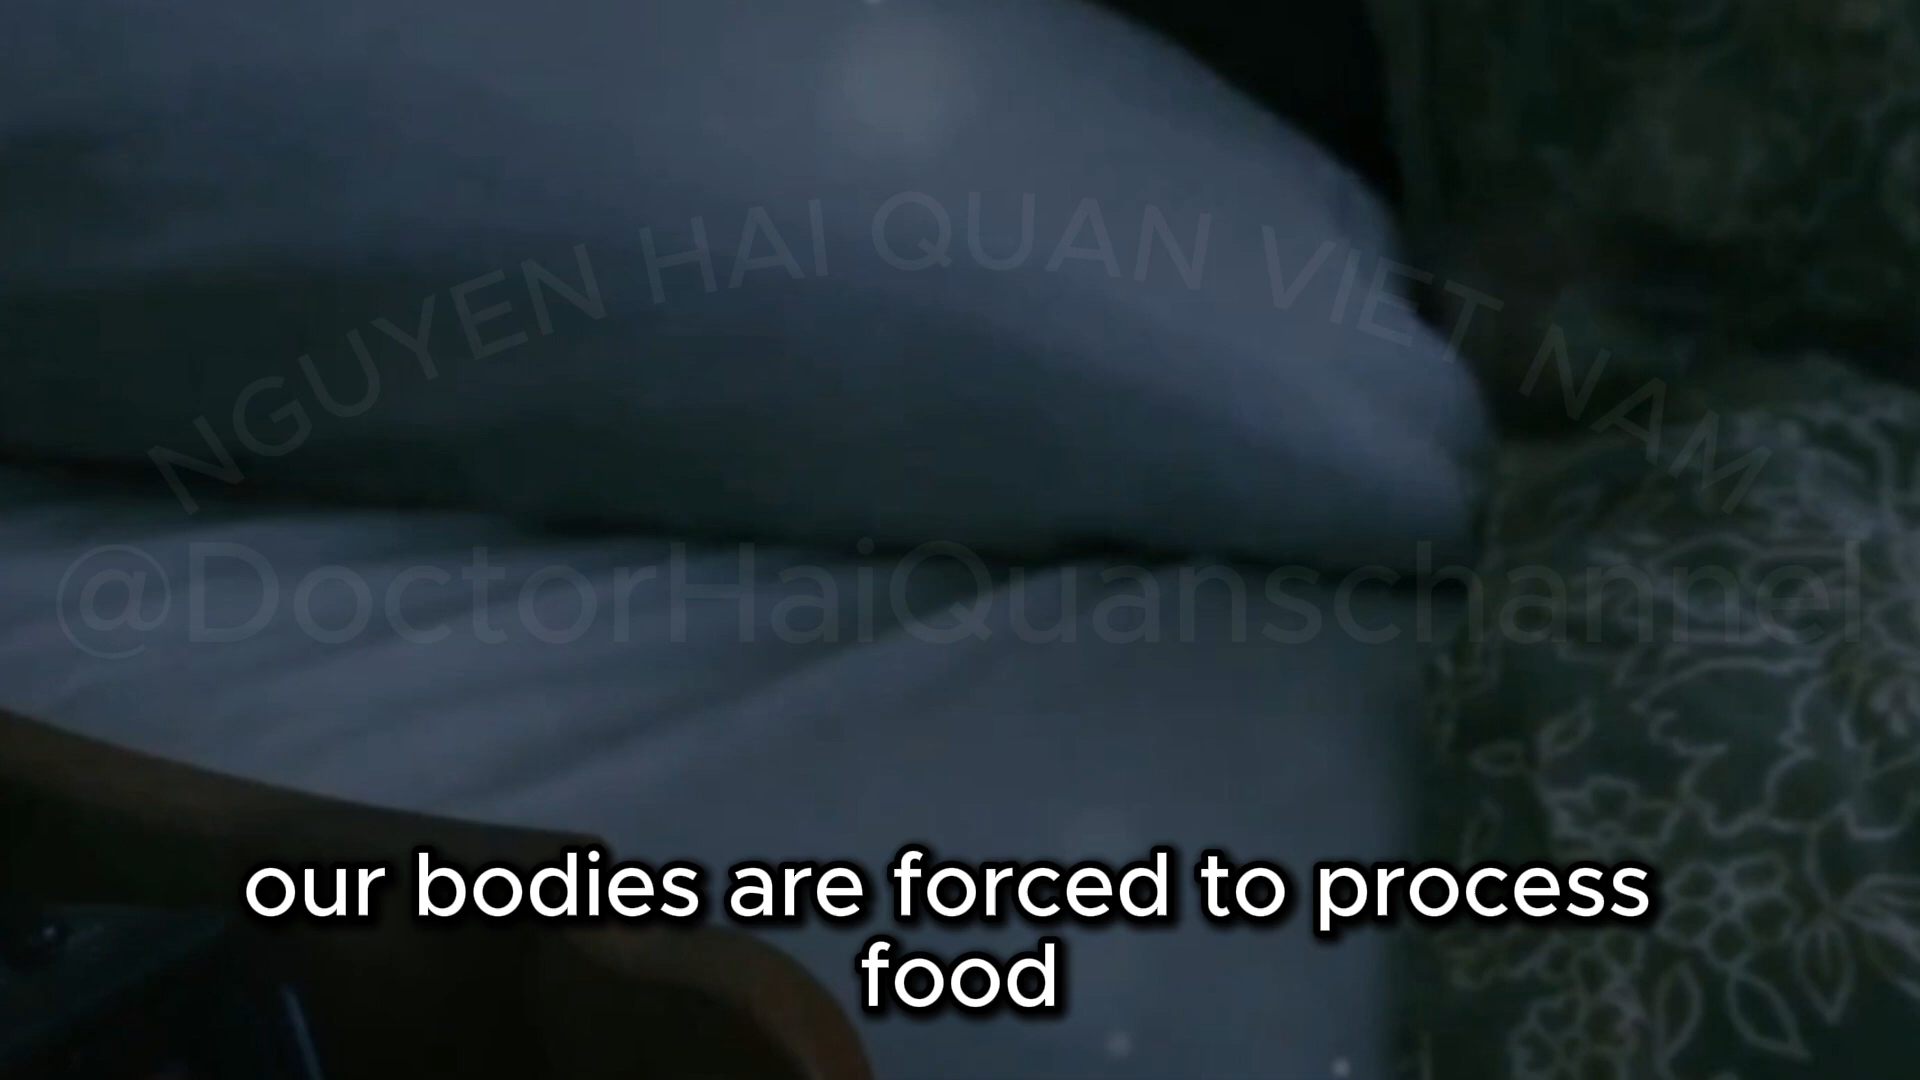 NGUYEN HAI QUAN VIET NAM
@DoctorHaiQuanschannel
our bodies are forced to process
food